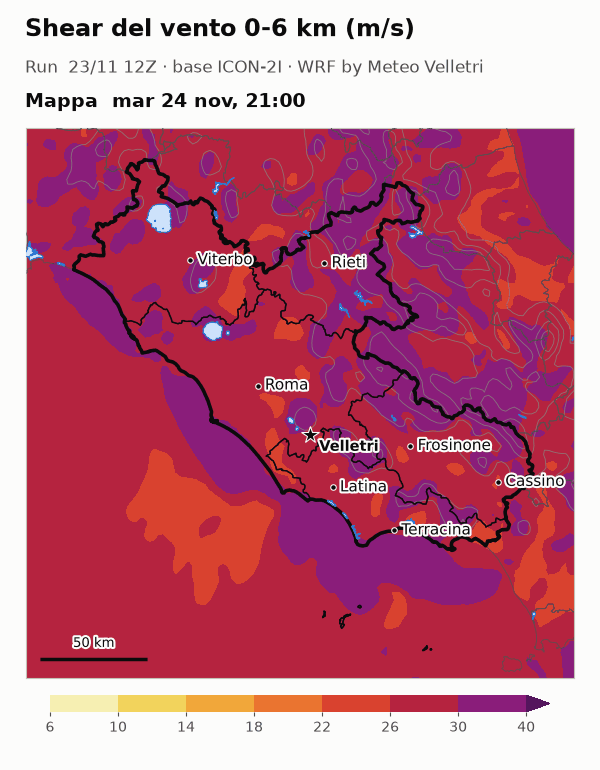 Shear del vento 0-6 km (m/s)
Run  23/11 12Z · base ICON-2I · WRF by Meteo Velletri
Mappa  mar 24 nov, 21:00
Viterbo
Rieti
Roma
Velletri
Frosinone
Cassino
Latina
Terracina
50 km
6 10 14 18 22 26 30 40